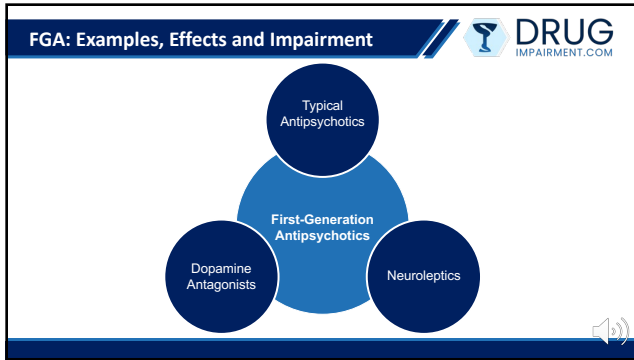 FGA: Examples, Effects and Impairment
DRUG
IMPAIRMENT.COM
Typical
Antipsychotics
First-Generation
Antipsychotics
Dopamine
Antagonists
Neuroleptics